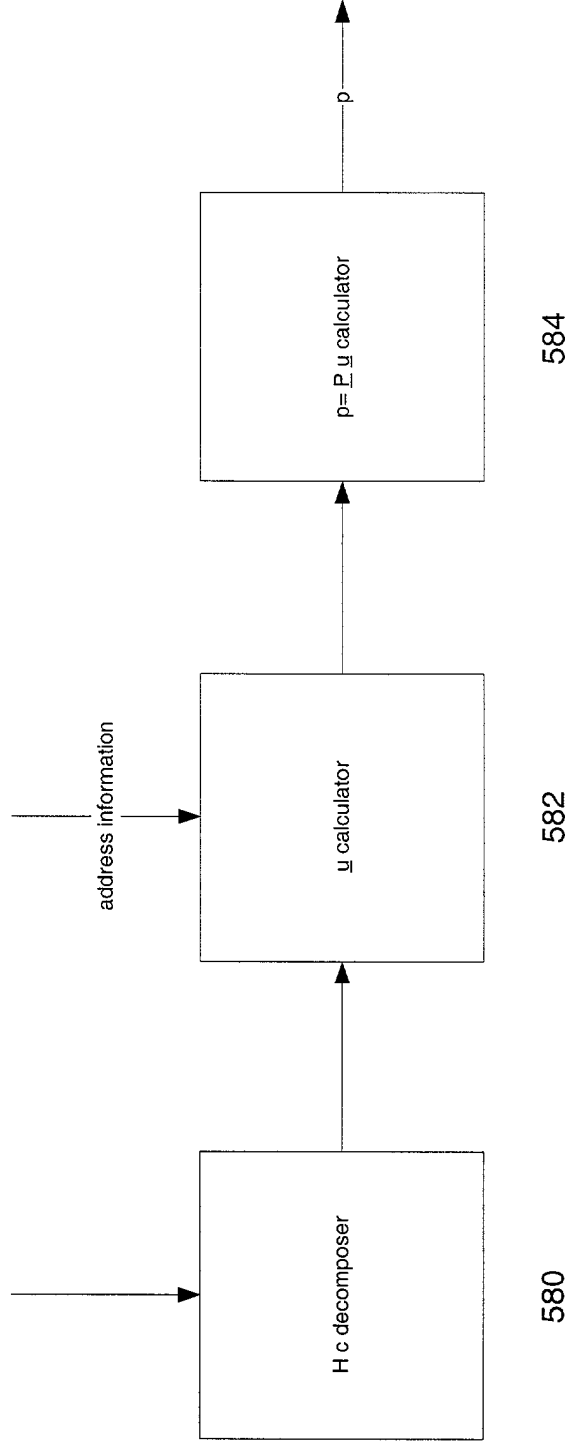 H c decomposer
580
address information
u calculator
582
p= P u calculator
584
p